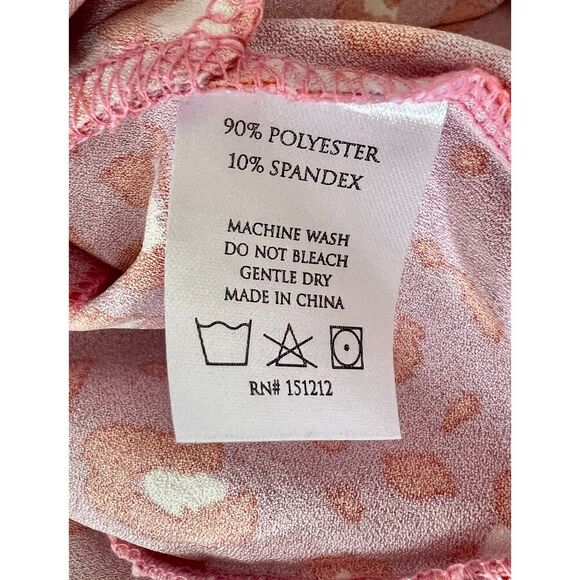 90% POLYESTER
10% SPANDEX
MACHINE WASH
DO NOT BLEACH
GENTLE DRY
MADE IN CHINA
RN# 151212